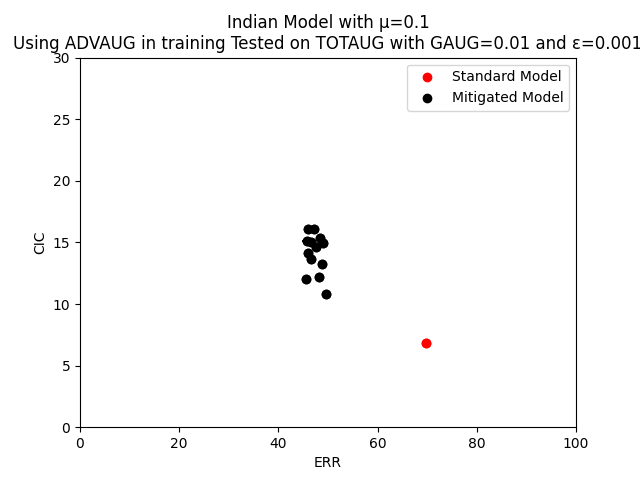 Indian Model with μ=0.1
Using ADVAUG in training Tested on TOTAUG with GAUG=0.01 and ε=0.001
Standard Model
Mitigated Model
30
25
20
15
10
5
0
CIC
0 20 40 60 80 100
ERR